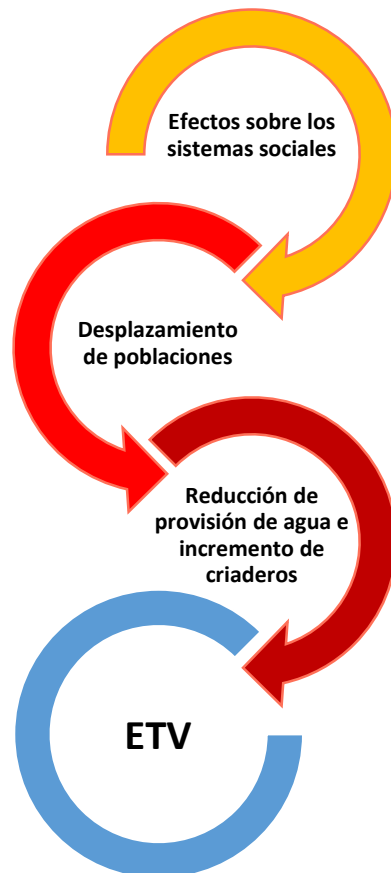 Efectos sobre los
sistemas sociales
Desplazamiento
de poblaciones
Reducción de
provisión de agua e
incremento de
criaderos
ETV